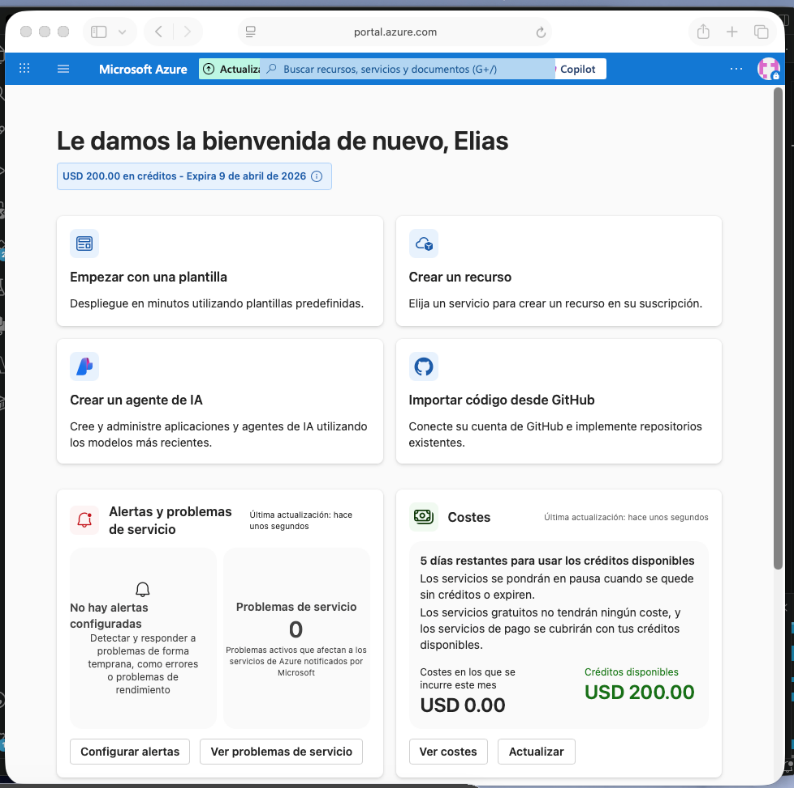 portal.azure.com
Microsoft Azure
Actualiz
Buscar recursos, servicios y documentos (G+/)
Copilot
Le damos la bienvenida de nuevo, Elias
USD 200.00 en créditos - Expira 9 de abril de 2026
Empezar con una plantilla
Despliegue en minutos utilizando plantillas predefinidas.
Crear un recurso
Elija un servicio para crear un recurso en su suscripción.
Crear un agente de IA
Cree y administre aplicaciones y agentes de IA utilizando
los modelos más recientes.
Importar código desde GitHub
Conecte su cuenta de GitHub e implemente repositorios
existentes.
Alertas y problemas
de servicio
Última actualización: hace
unos segundos
No hay alertas
configuradas
Detectar y responder a
problemas de forma
temprana, como errores
o problemas de
rendimiento
Problemas de servicio
0
Problemas activos que afectan a los
servicios de Azure notificados por
Microsoft
Configurar alertas
Ver problemas de servicio
Costes
Última actualización: hace unos segundos
5 días restantes para usar los créditos disponibles
Los servicios se pondrán en pausa cuando se quede
sin créditos o expiren.
Los servicios gratuitos no tendrán ningún coste, y
los servicios de pago se cubrirán con tus créditos
disponibles.
Costes en los que se
incurre este mes
USD 0.00
Créditos disponibles
USD 200.00
Ver costes
Actualizar